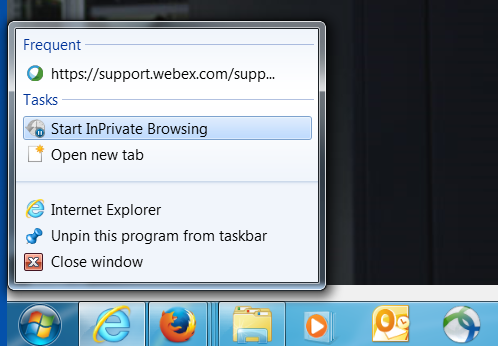 Frequent
https://support.webex.com/supp...
Tasks
Start InPrivate Browsing
Open new tab
Internet Explorer
Unpin this program from taskbar
Close window